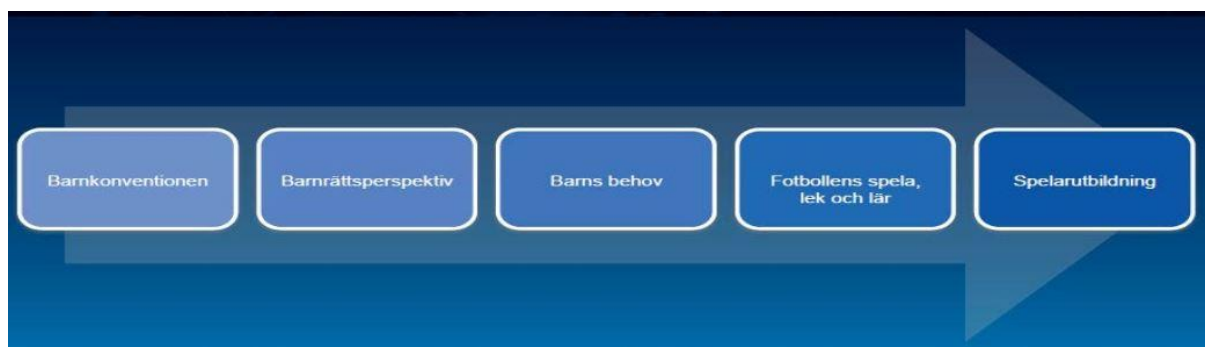 Barnkonventionen
Barnrättsperspektiv
Barns behov
Fotbollens spela,
lek och lär
Spelarutbildning